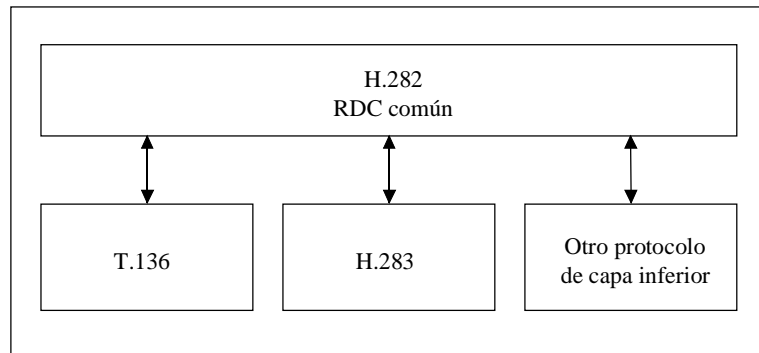 H.282
RDC común
T.136
H.283
Otro protocolo
de capa inferior